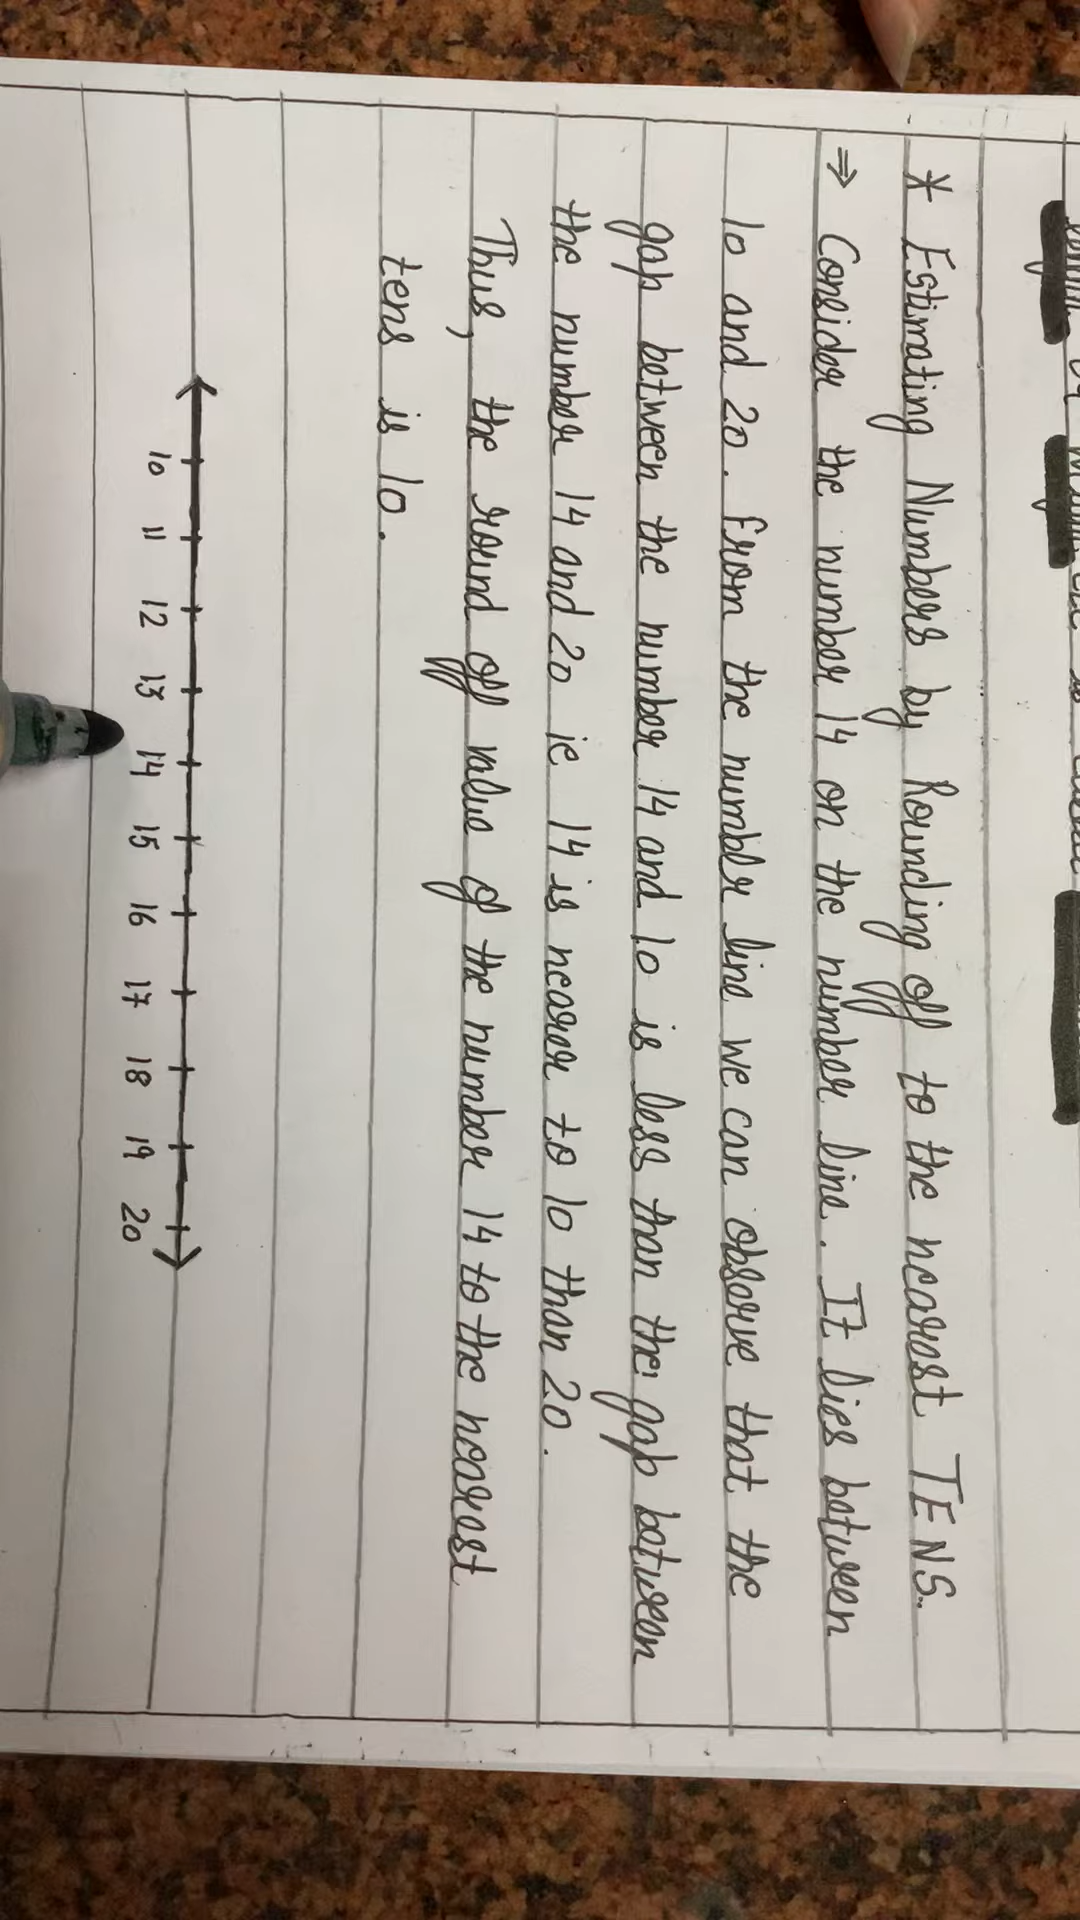 * Estimating Numbers by Rounding off to the nearest TENS.
⇒ Consider the number 14 on the number line. It lies between
10 and 20. From the number line we can observe that the
gap between the number 14 and 10 is less than the gap between
the number 14 and 20 ie 14 is nearer to 10 than 20.
Thus, the round off value of the number 14 to the nearest
tens is 10.
10 11 12 13 14 15 16 17 18 19 20